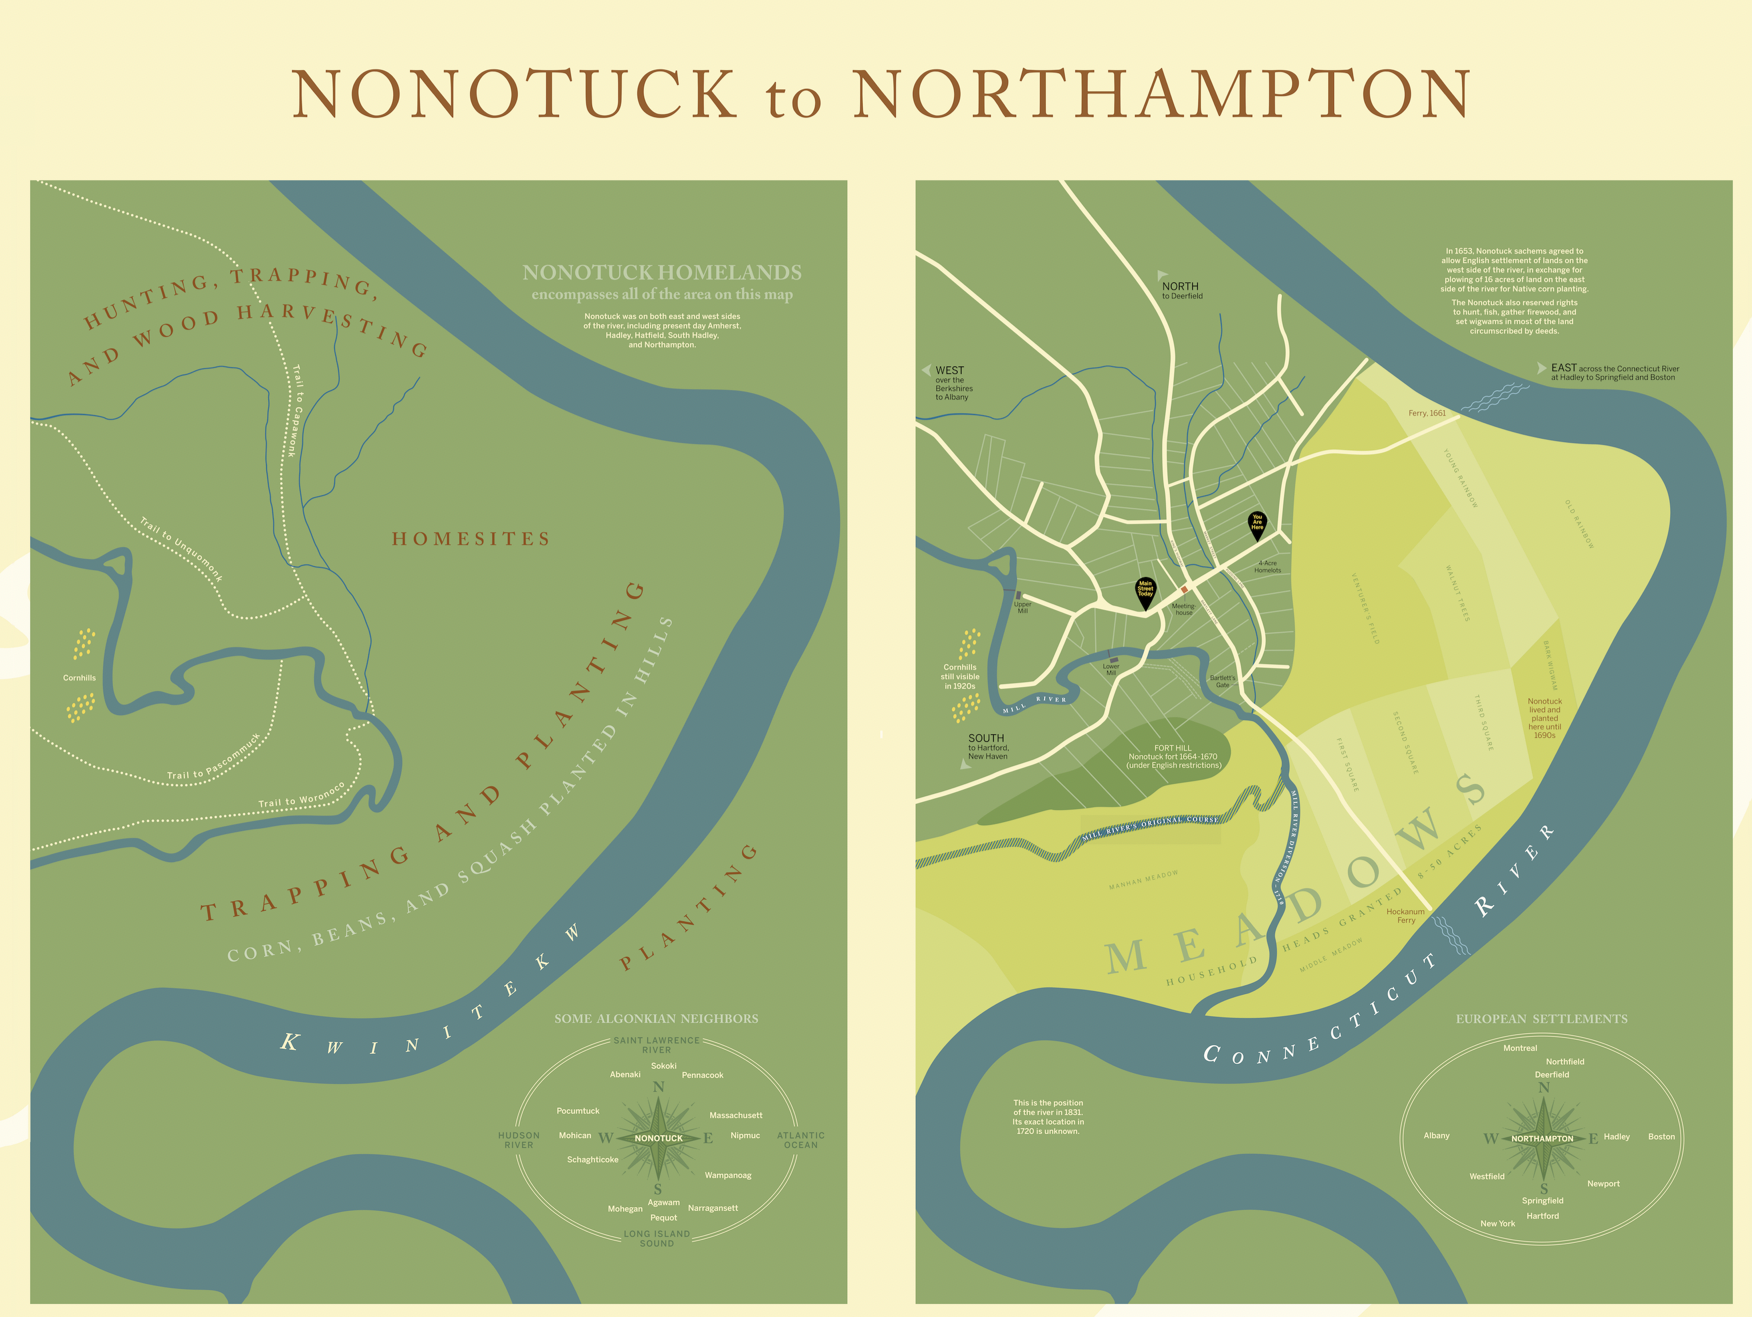 NONOTUCK to NORTHAMPTON
HUNTING, TRAPPING,
AND WOOD HARVESTING
NONOTUCK HOMELANDS
encompasses all of the area on this map
Nonotuck was on both east and west sides
of the river, including present day Amherst,
Hadley, Hatfield, South Hadley,
and Northampton.
Trail to Capawonk
Trail to Unquomonk
HOMESITES
Cornhills
Trail to Pascommuck
Trail to Woronoco
TRAPPING AND PLANTING
CORN, BEANS, AND SQUASH PLANTED IN HILLS
PLANTING
KWINITEKW
SOME ALGONKIAN NEIGHBORS
SAINT LAWRENCE
RIVER
Sokoki
Abenaki
Pennacook
N
Pocumtuck
Massachusett
HUDSON
RIVER
Mohican
W
NONOTUCK
E
Nipmuc
ATLANTIC
OCEAN
Schaghticoke
Wampanoag
S
Agawam
Mohegan
Narragansett
Pequot
LONG ISLAND
SOUND
In 1653, Nonotuck sachems agreed to
allow English settlement of lands on the
west side of the river, in exchange for
plowing of 16 acres of land on the east
side of the river for Native corn planting.
The Nonotuck also reserved rights
to hunt, fish, gather firewood, and
set wigwams in most of the land
circumscribed by deeds.
NORTH
to Deerfield
WEST
over the
Berkshires
to Albany
EAST across the Connecticut River
at Hadley to Springfield and Boston
Ferry, 1661
YOUNG RAINBOW
OLD RAINBOW
You
Are
Here
4-Acre
Homelots
Main
Street
Today
Meeting-
house
Upper
Mill
VENTURER'S FIELD
WALNUT TREES
BARK WIGWAM
Cornhills
still visible
in 1920s
Lower
Mill
Bartlett's
Gate
MILL RIVER
Nonotuck
lived and
planted
here until
1690s
FIRST SQUARE
SECOND SQUARE
THIRD SQUARE
SOUTH
to Hartford,
New Haven
FORT HILL
Nonotuck fort 1664-1670
(under English restrictions)
MILL RIVER'S ORIGINAL COURSE
MILL RIVER DIVERSION - 1718
MANHAN MEADOW
MEADOWS
HOUSEHOLD HEADS GRANTED 8-50 ACRES
MIDDLE MEADOW
Hockanum
Ferry
CONNECTICUT RIVER
This is the position
of the river in 1831.
Its exact location in
1720 is unknown.
EUROPEAN SETTLEMENTS
Montreal
Northfield
Deerfield
N
Albany
W
NORTHAMPTON
E
Hadley
Boston
Westfield
Newport
S
Springfield
Hartford
New York